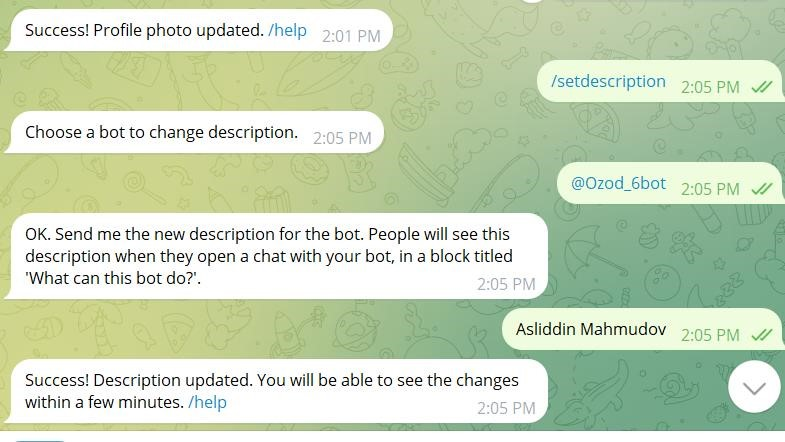 Success! Profile photo updated. /help 2:01 PM
/setdescription 2:05 PM
Choose a bot to change description. 2:05 PM
@Ozod_6bot 2:05 PM
OK. Send me the new description for the bot. People will see this
description when they open a chat with your bot, in a block titled
'What can this bot do?'. 2:05 PM
Asliddin Mahmudov 2:05 PM
Success! Description updated. You will be able to see the changes
within a few minutes. /help 2:05 PM